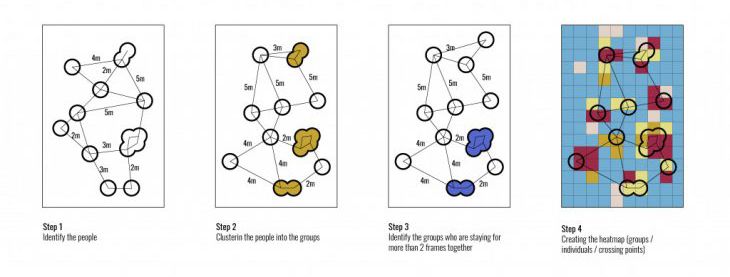 4m
2m
5m
5m
2m
3m
3m
2m
Step 1
Identify the people
3m
5m
5m
4m
2m
4m
4m
2m
Step 2
Clusterin the people into the groups
3m
5m
5m
4m
2m
4m
4m
2m
Step 3
Identify the groups who are staying for
more than 2 frames together
Step 4
Creating the heatmap (groups /
individuals / crossing points)